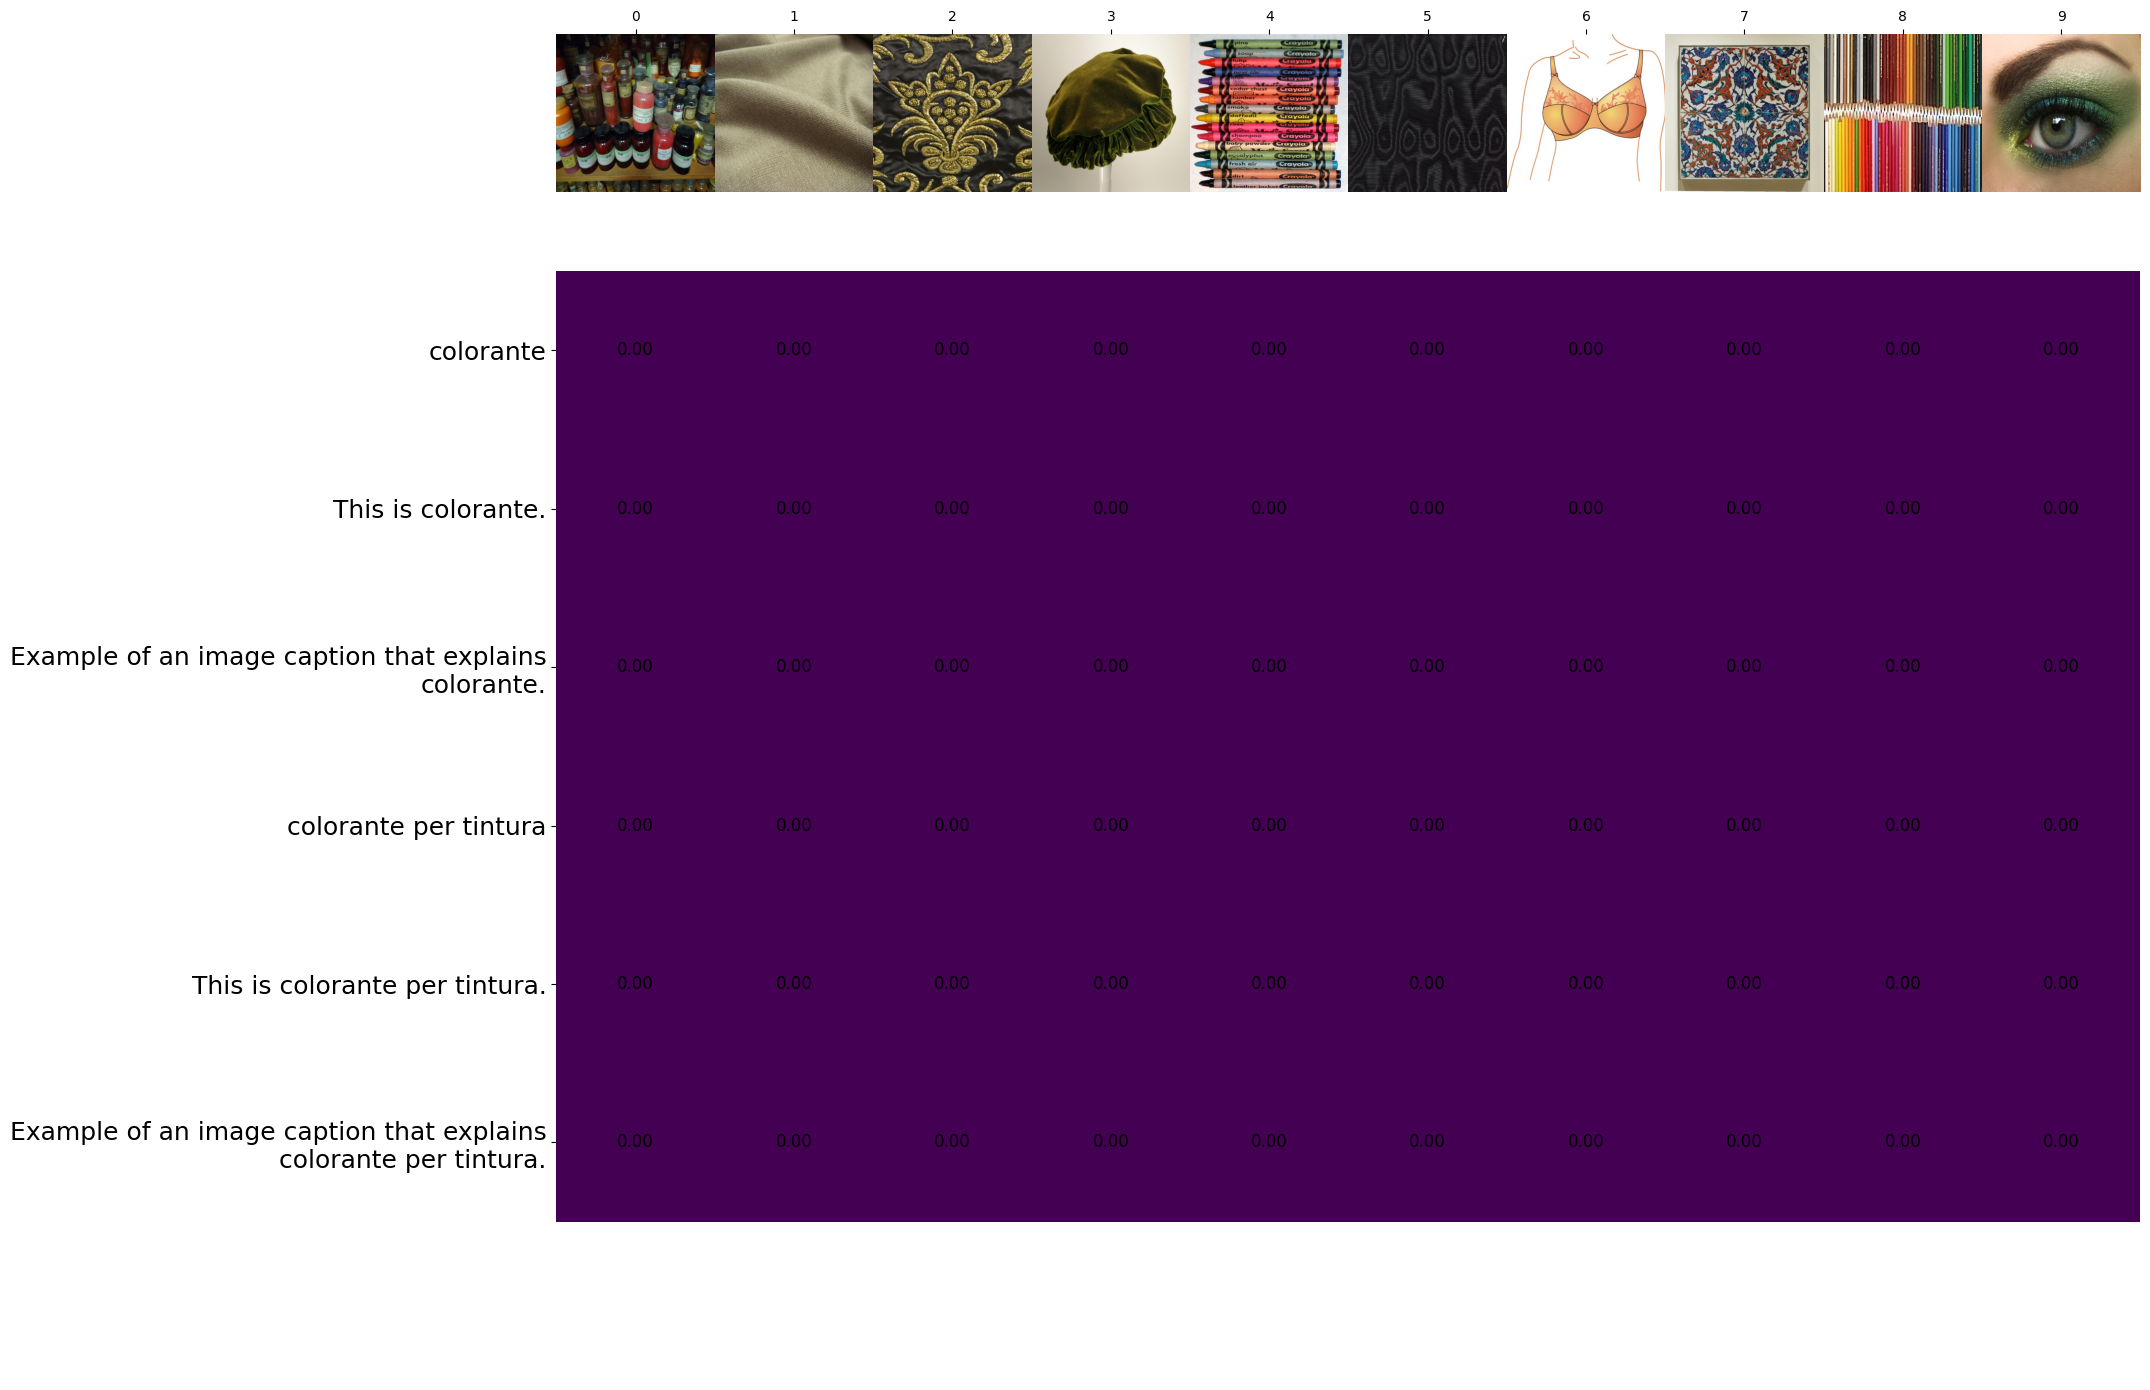 0 1 2 3 4 5 6 7 8 9
colorante 0.00 0.00 0.00 0.00 0.00 0.00 0.00 0.00 0.00 0.00
This is colorante. 0.00 0.00 0.00 0.00 0.00 0.00 0.00 0.00 0.00 0.00
Example of an image caption that explains
colorante. 0.00 0.00 0.00 0.00 0.00 0.00 0.00 0.00 0.00 0.00
colorante per tintura 0.00 0.00 0.00 0.00 0.00 0.00 0.00 0.00 0.00 0.00
This is colorante per tintura. 0.00 0.00 0.00 0.00 0.00 0.00 0.00 0.00 0.00 0.00
Example of an image caption that explains
colorante per tintura. 0.00 0.00 0.00 0.00 0.00 0.00 0.00 0.00 0.00 0.00